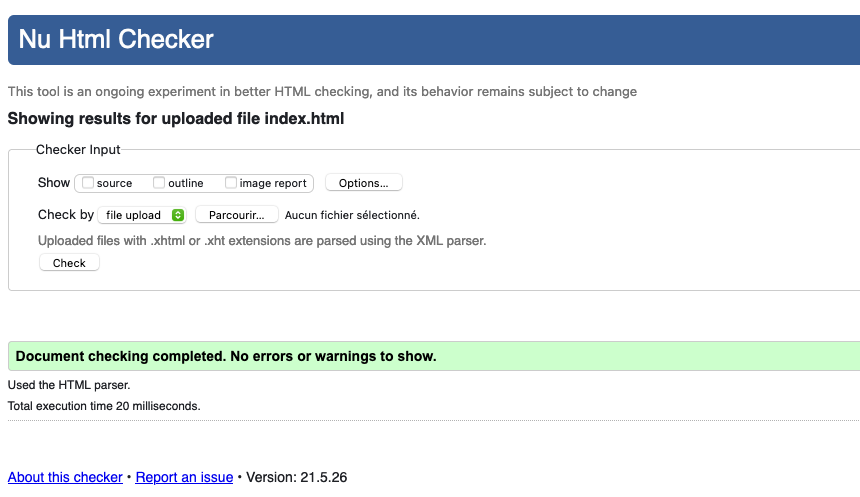 Nu Html Checker
This tool is an ongoing experiment in better HTML checking, and its behavior remains subject to change
Showing results for uploaded file index.html
Checker Input
Show source outline image report Options...
Check by file upload Parcourir... Aucun fichier sélectionné.
Uploaded files with .xhtml or .xht extensions are parsed using the XML parser.
Check
Document checking completed. No errors or warnings to show.
Used the HTML parser.
Total execution time 20 milliseconds.
About this checker • Report an issue • Version: 21.5.26